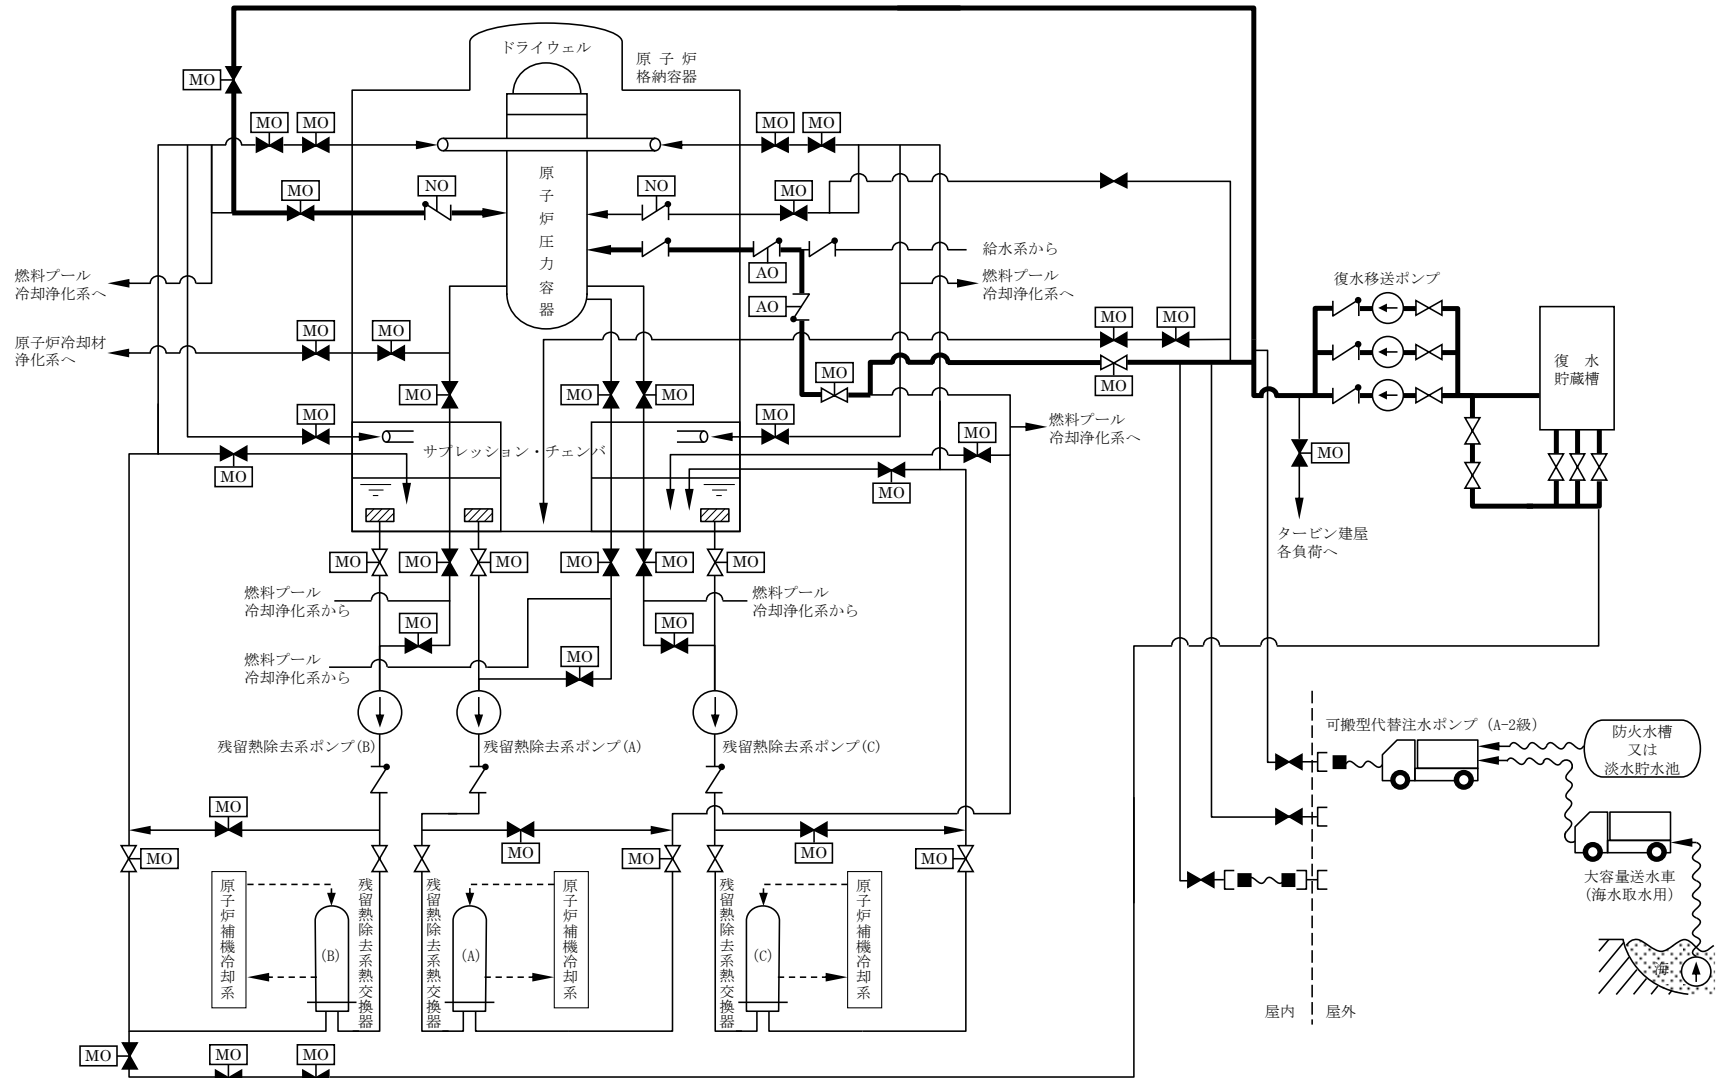 ドライウェル
原子炉
格納容器
MO
MO
MO
MO
MO
MO
NO
NO
MO
原子炉圧力容器
給水系から
AO
AO
燃料プール
冷却浄化系へ
燃料プール
冷却浄化系へ
復水移送ポンプ
MO
MO
MO
MO
原子炉冷却材
浄化系へ
MO
MO
MO
復水
貯蔵槽
MO
MO
MO
MO
MO
燃料プール
冷却浄化系へ
MO
サプレッション・チェンバ
MO
MO
MO
タービン建屋
各負荷へ
MO
MO
MO
MO
MO
MO
燃料プール
冷却浄化系から
燃料プール
冷却浄化系から
MO
MO
燃料プール
冷却浄化系から
MO
残留熱除去系ポンプ(B)
残留熱除去系ポンプ(A)
残留熱除去系ポンプ(C)
可搬型代替注水ポンプ (A-2級)
防火水槽
又は
淡水貯水池
MO
MO
MO
MO
MO
MO
大容量送水車
(海水取水用)
海
原子炉補機冷却系
(B)
残留熱除去系熱交換器
残留熱除去系熱交換器
(A)
原子炉補機冷却系
残留熱除去系熱交換器
(C)
原子炉補機冷却系
屋内
屋外
MO
MO
MO